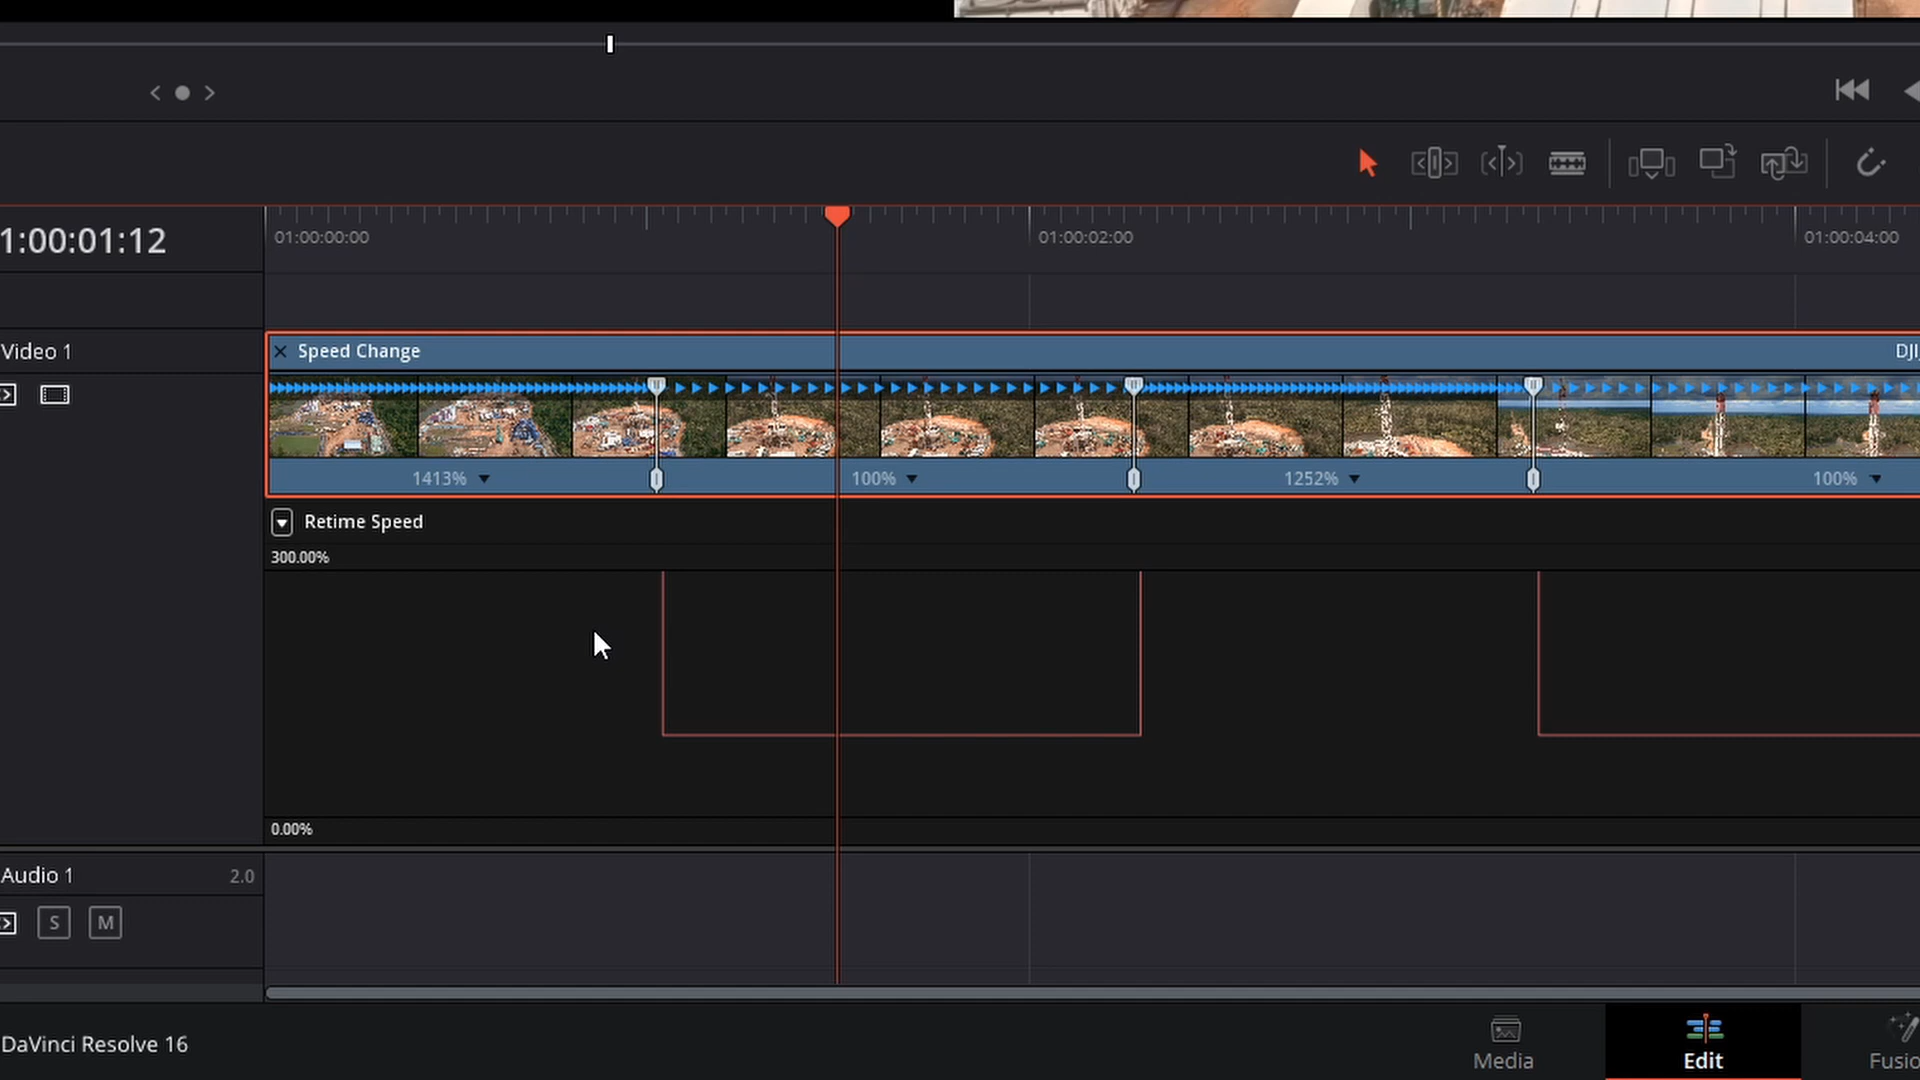 1:00:01:12
01:00:00:00
01:00:02:00
01:00:04:00
Video 1
Speed Change
DJI_
1413%
100%
1252%
100%
Retime Speed
300.00%
0.00%
Audio 1
2.0
S
M
DaVinci Resolve 16
Media
Edit
Fusio